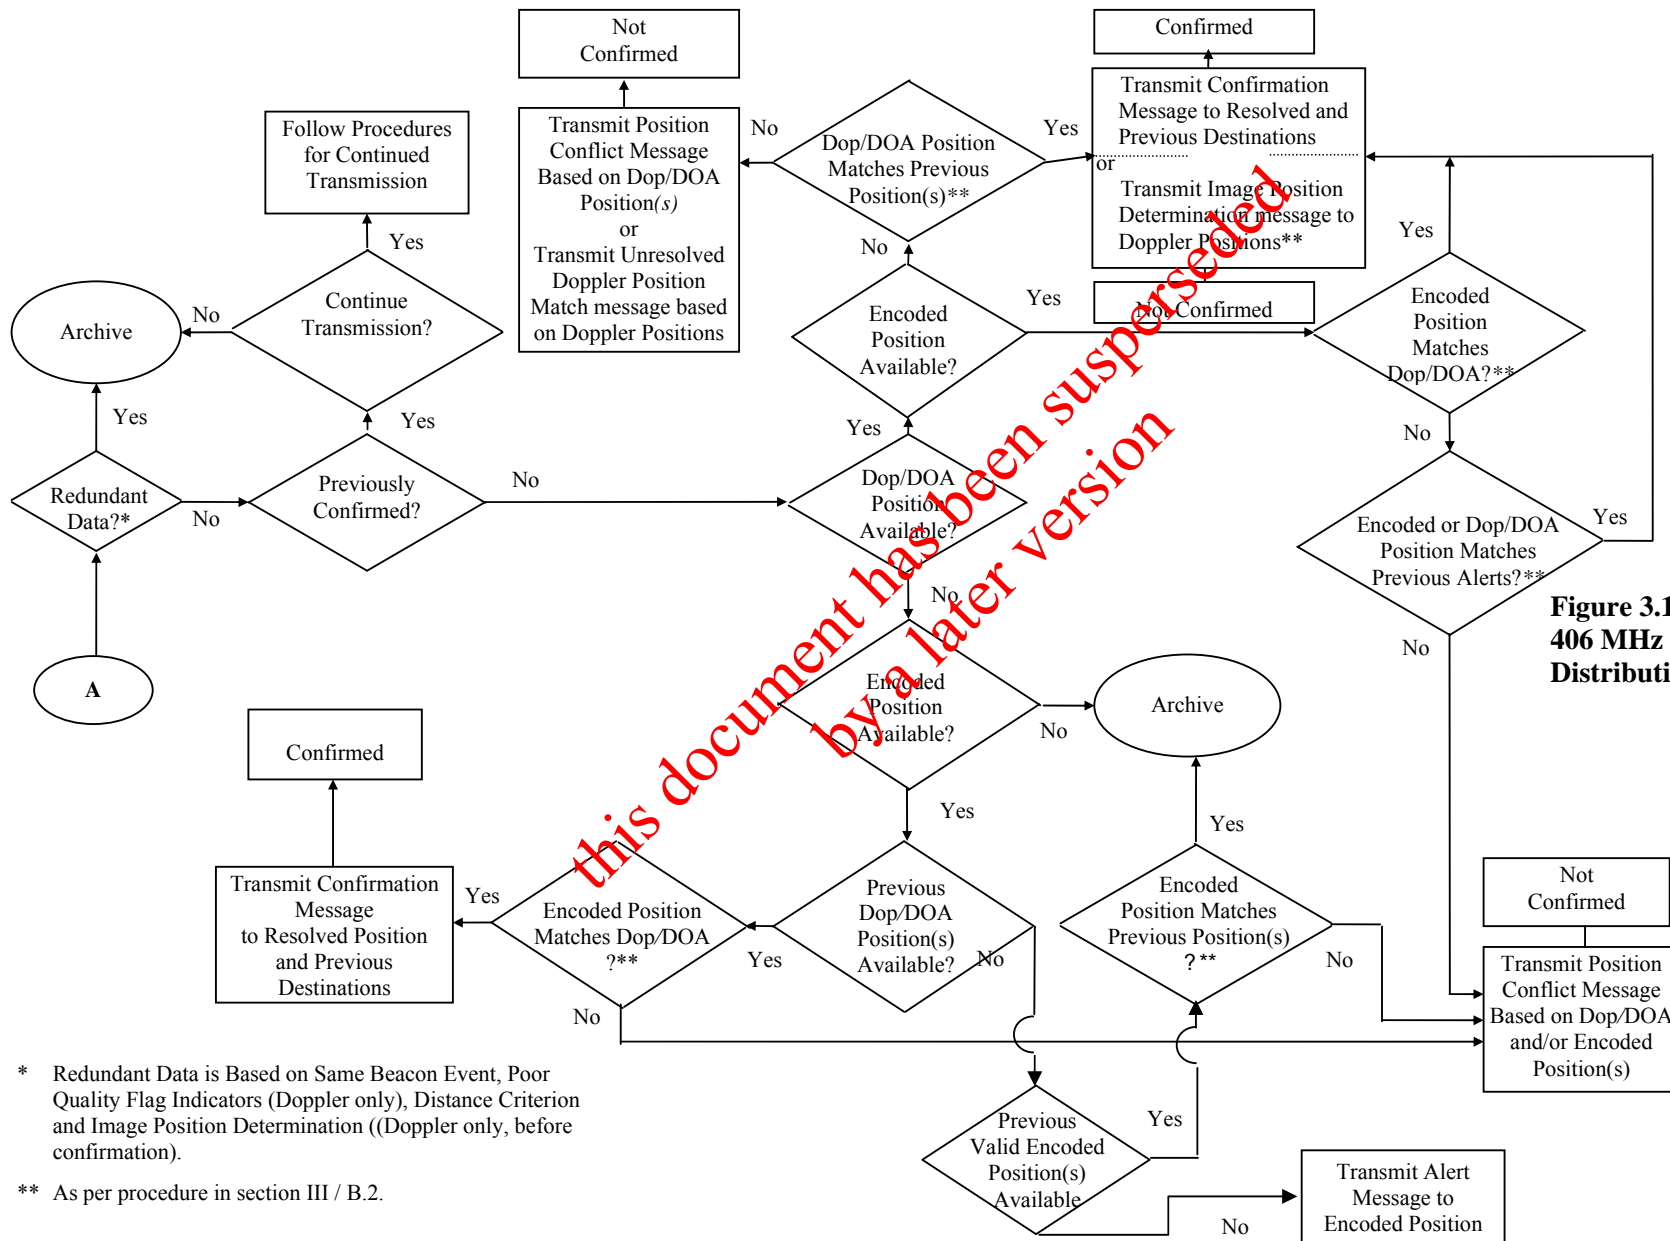 Not
Confirmed
Confirmed
Follow Procedures
for Continued
Transmission
Transmit Position
Conflict Message
Based on Dop/DOA
Position(s)
or
Transmit Unresolved
Doppler Position
Match message based
on Doppler Positions
No
Dop/DOA Position
Matches Previous
Position(s)**
Yes
Transmit Confirmation
Message to Resolved and
Previous Destinations
or
Transmit Image Position
Determination message to
Doppler Positions**
Not Confirmed
Yes
No
Archive
No
Continue
Transmission?
Encoded
Position
Available?
Yes
Yes
Encoded
Position
Matches
Dop/DOA?**
Yes
Yes
Yes
No
Redundant
Data?*
No
Previously
Confirmed?
No
Dop/DOA
Position
Available?
Encoded or Dop/DOA
Position Matches
Previous Alerts?**
Yes
No
No
Figure 3.1
406 MHz
Distributi
A
Encoded
Position
Available?
No
Archive
Confirmed
Yes
Yes
Transmit Confirmation
Message
to Resolved Position
and Previous
Destinations
Yes
Encoded Position
Matches Dop/DOA
?**
Yes
Previous
Dop/DOA
Position(s)
Available?
No
Encoded
Position Matches
Previous Position(s)
?**
No
Not
Confirmed
Transmit Position
Conflict Message
Based on Dop/DOA
and/or Encoded
Position(s)
No
* Redundant Data is Based on Same Beacon Event, Poor
Quality Flag Indicators (Doppler only), Distance Criterion
and Image Position Determination ((Doppler only, before
confirmation).
** As per procedure in section III / B.2.
Previous
Valid Encoded
Position(s)
Available
Yes
No
Transmit Alert
Message to
Encoded Position
this document has been susperseded
by a later version